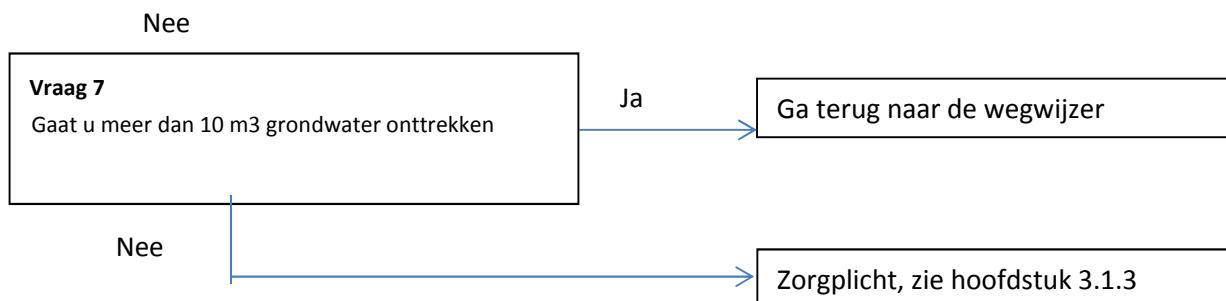 Nee
Vraag 7
Gaat u meer dan 10 m3 grondwater onttrekken
Ja
Ga terug naar de wegwijzer
Nee
Zorgplicht, zie hoofdstuk 3.1.3